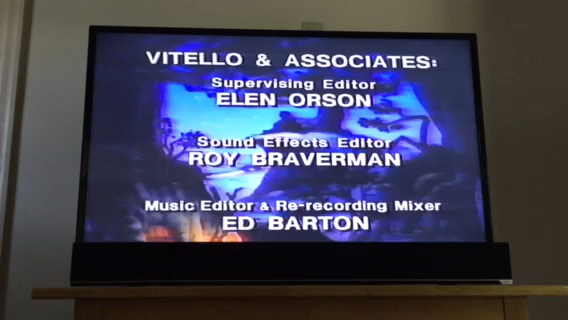 VITELLO & ASSOCIATES:
Supervising Editor
ELEN ORSON
Sound Effects Editor
ROY BRAVERMAN
Music Editor & Re-recording Mixer
ED BARTON